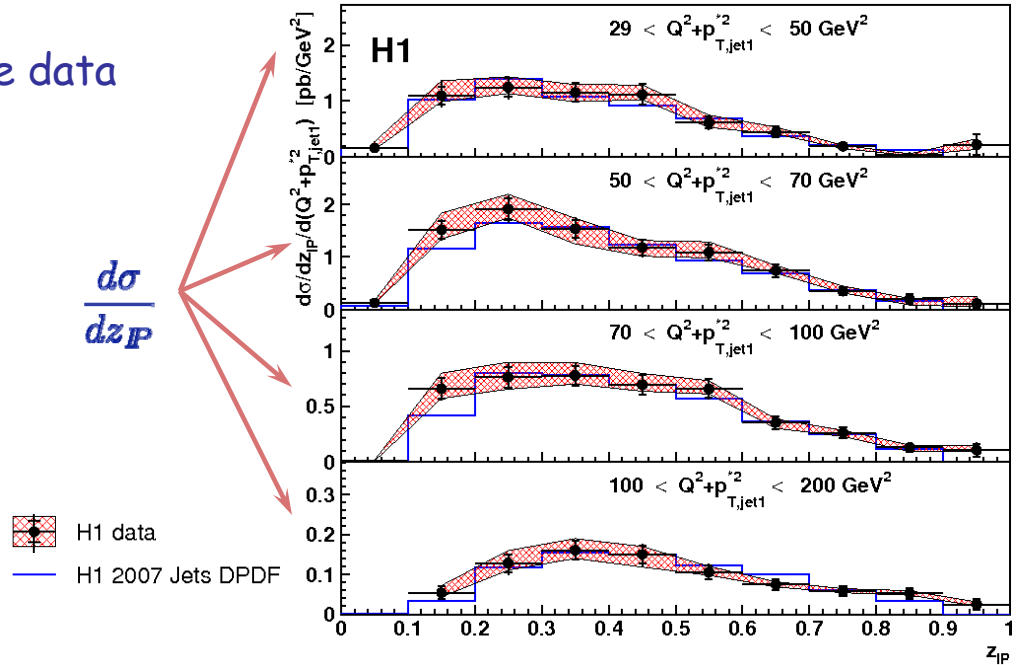 e data
dσ
dz_IP
H1 data
H1 2007 Jets DPDF
dσ/dz_IP/d(Q²+p*²_T,jet1) [pb/GeV²]
H1
29 < Q²+p*²_T,jet1 < 50 GeV²
2
1
0
50 < Q²+p*²_T,jet1 < 70 GeV²
2
1
0
70 < Q²+p*²_T,jet1 < 100 GeV²
1
0.5
0
100 < Q²+p*²_T,jet1 < 200 GeV²
0.3
0.2
0.1
0
0 0.1 0.2 0.3 0.4 0.5 0.6 0.7 0.8 0.9 1
z_IP